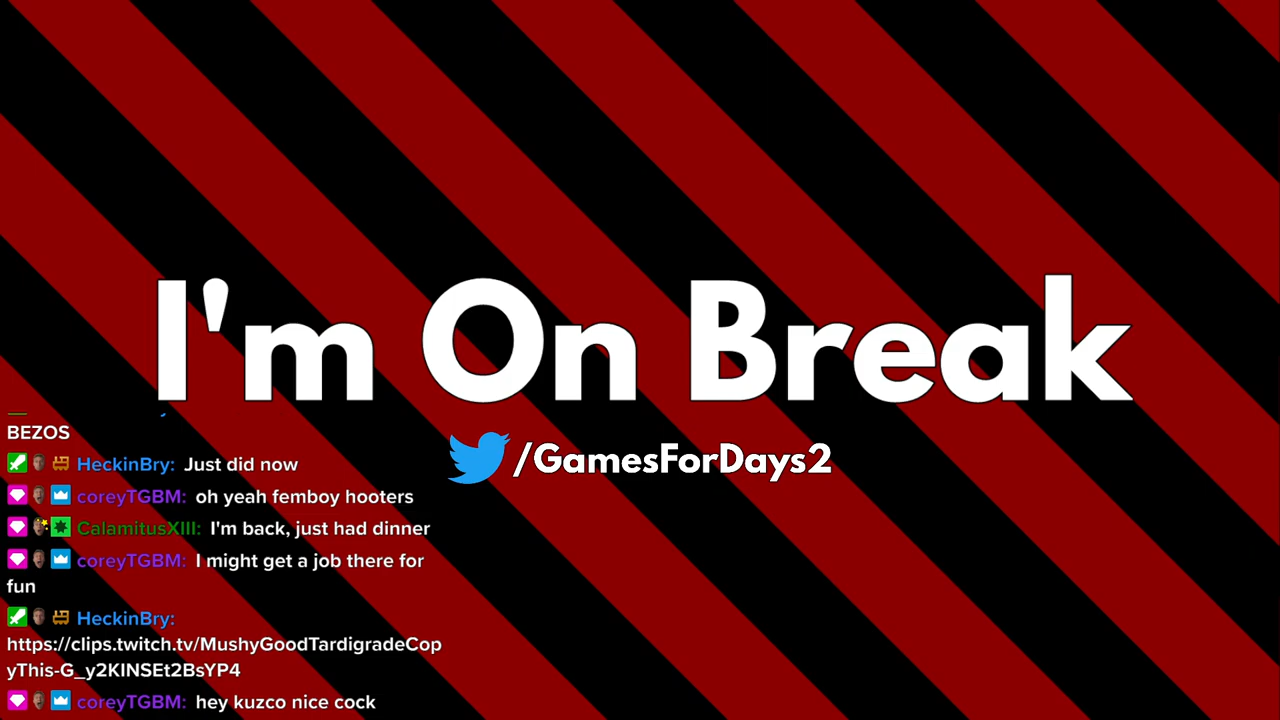 I'm On Break
/GamesForDays2
BEZOS
HeckinBry: Just did now
coreyTGBM: oh yeah femboy hooters
CalamitusXIII: I'm back, just had dinner
coreyTGBM: I might get a job there for
fun
HeckinBry:
https://clips.twitch.tv/MushyGoodTardigradeCop
yThis-G_y2KINSEt2BsYP4
coreyTGBM: hey kuzco nice cock